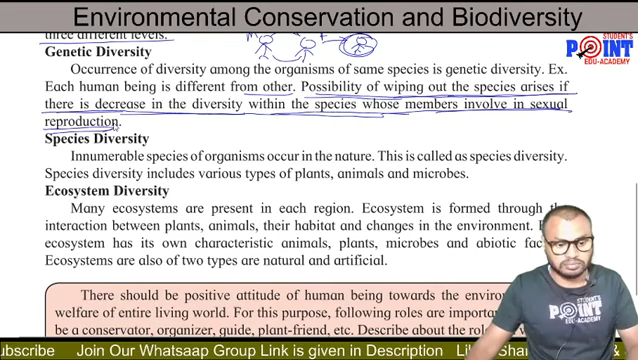 Environmental Conservation and Biodiversity
three different levels.
STUDENT'S
POINT
EDU-ACADEMY
Genetic Diversity
Occurrence of diversity among the organisms of same species is genetic diversity. Ex.
Each human being is different from other. Possibility of wiping out the species arises if
there is decrease in the diversity within the species whose members involve in sexual
reproduction.
Species Diversity
Innumerable species of organisms occur in the nature. This is called as species diversity.
Species diversity includes various types of plants, animals and microbes.
Ecosystem Diversity
Many ecosystems are present in each region. Ecosystem is formed through
interaction between plants, animals, their habitat and changes in the environment.
ecosystem has its own characteristic animals, plants, microbes and abiotic
Ecosystems are also of two types are natural and artificial.
There should be positive attitude of human being towards the
welfare of entire living world. For this purpose, following roles are
be a conservator, organizer, guide, plant-friend, etc. Describe about the
STUDENT'S
POINT
Join Our Whatsaap Group Link is given in Description